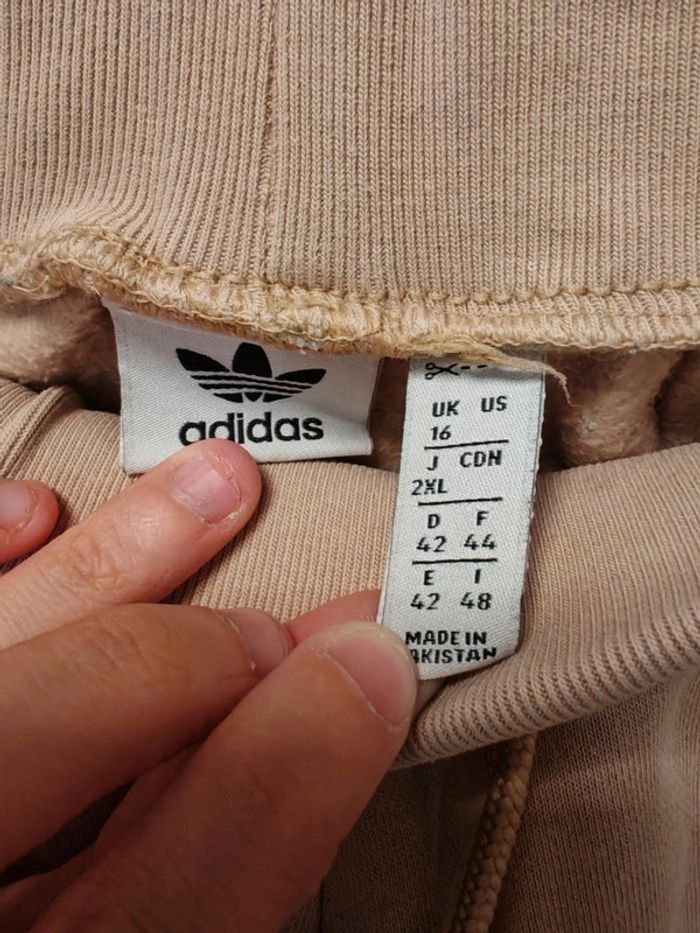 adidas
UK US
16
J CDN
2XL
D F
42 44
E I
42 48
MADE IN
AKISTAN